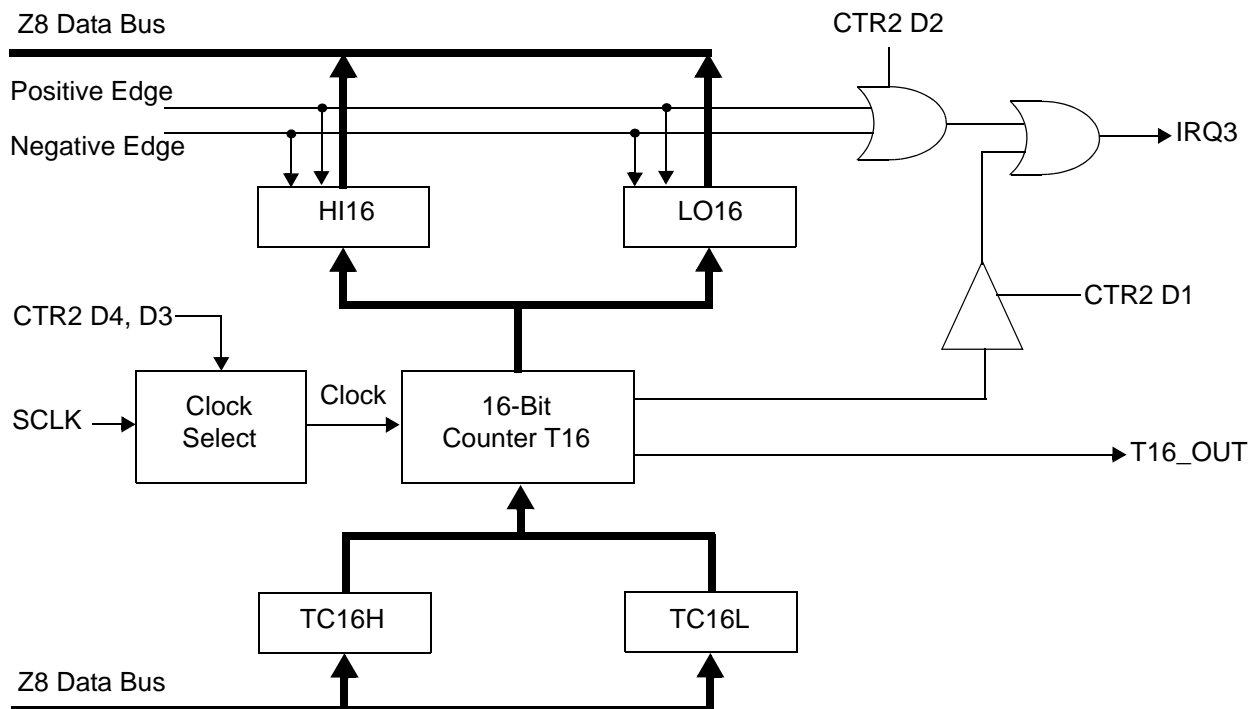 Z8 Data Bus
CTR2 D2
Positive Edge
Negative Edge
IRQ3
HI16
LO16
CTR2 D4, D3
CTR2 D1
SCLK
Clock
Select
Clock
16-Bit
Counter T16
T16_OUT
TC16H
TC16L
Z8 Data Bus